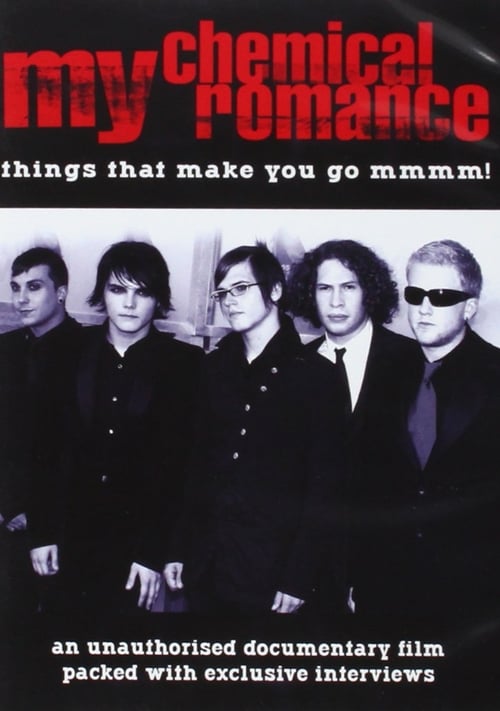 my chemical
romance
things that make you go mmmm!
an unauthorised documentary film
packed with exclusive interviews